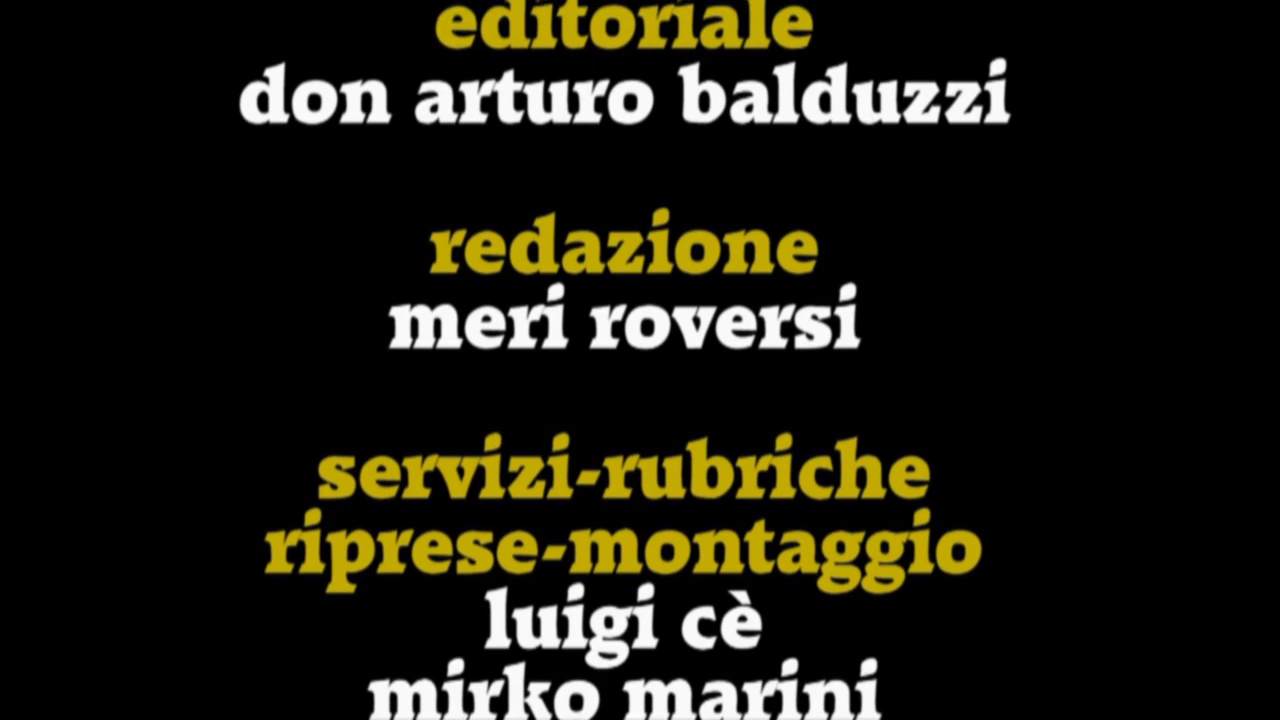 editoriale
don arturo balduzzi
redazione
meri roversi
servizi-rubriche
riprese-montaggio
luigi cè
mirko marini